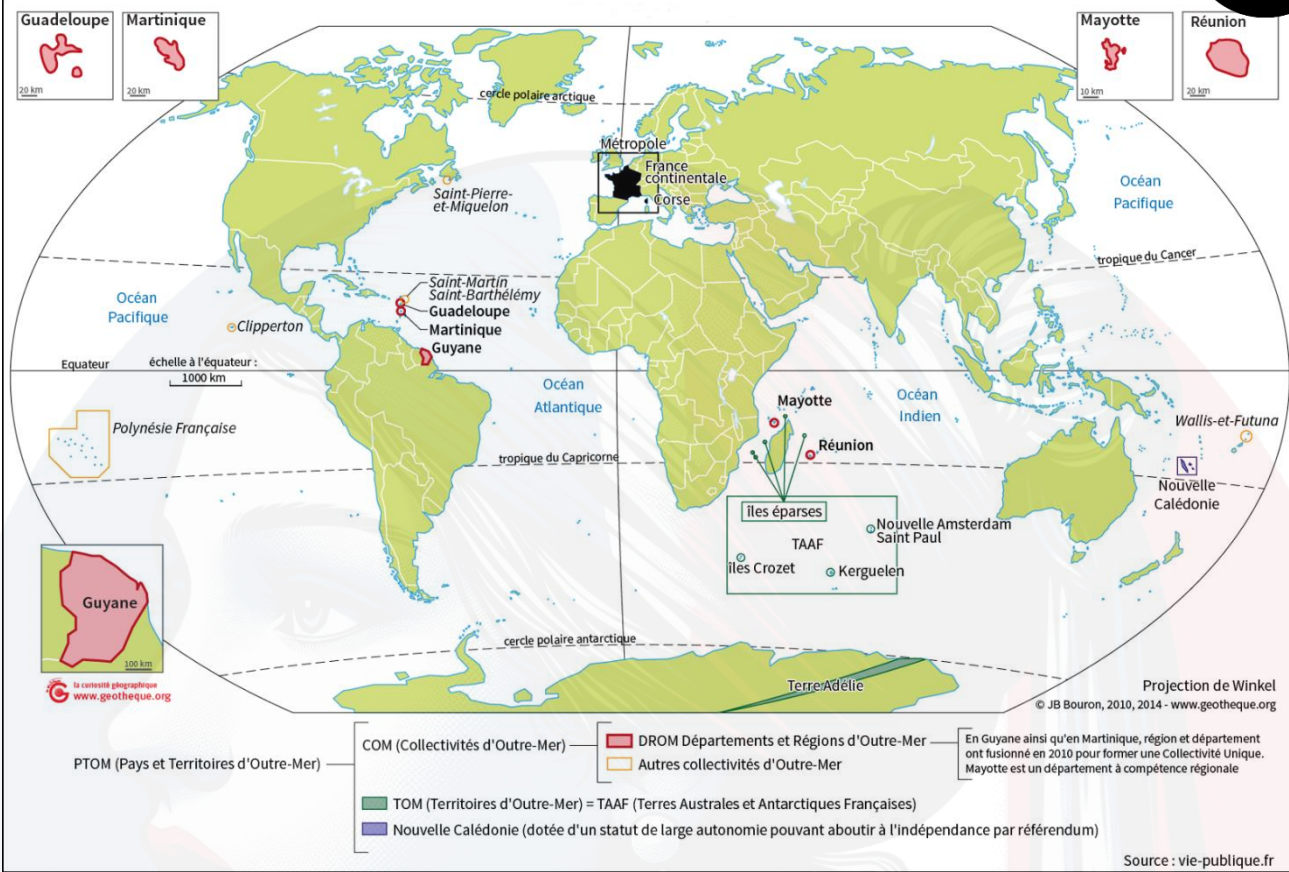 Guadeloupe
20 km
Martinique
20 km
Mayotte
10 km
Réunion
20 km
cercle polaire arctique
Métropole
France
continentale
Corse
Saint-Pierre-
et-Miquelon
Océan
Pacifique
tropique du Cancer
Océan
Pacifique
Saint-Martin
Saint-Barthélémy
Guadeloupe
Martinique
Guyane
Clipperton
Equateur
échelle à l'équateur :
1000 km
Océan
Atlantique
Mayotte
Océan
Indien
Polynésie Française
Wallis-et-Futuna
Réunion
tropique du Capricorne
Nouvelle
Calédonie
îles éparses
Nouvelle Amsterdam
Saint Paul
TAAF
îles Crozet
Kerguelen
Guyane
100 km
cercle polaire antarctique
Terre Adélie
la curiosité géographique
www.geotheque.org
Projection de Winkel
© JB Bouron, 2010, 2014 - www.geotheque.org
PTOM (Pays et Territoires d'Outre-Mer)
COM (Collectivités d'Outre-Mer)
DROM Départements et Régions d'Outre-Mer
Autres collectivités d'Outre-Mer
En Guyane ainsi qu'en Martinique, région et département
ont fusionné en 2010 pour former une Collectivité Unique.
Mayotte est un département à compétence régionale
TOM (Territoires d'Outre-Mer) = TAAF (Terres Australes et Antarctiques Françaises)
Nouvelle Calédonie (dotée d'un statut de large autonomie pouvant aboutir à l'indépendance par référendum)
Source : vie-publique.fr